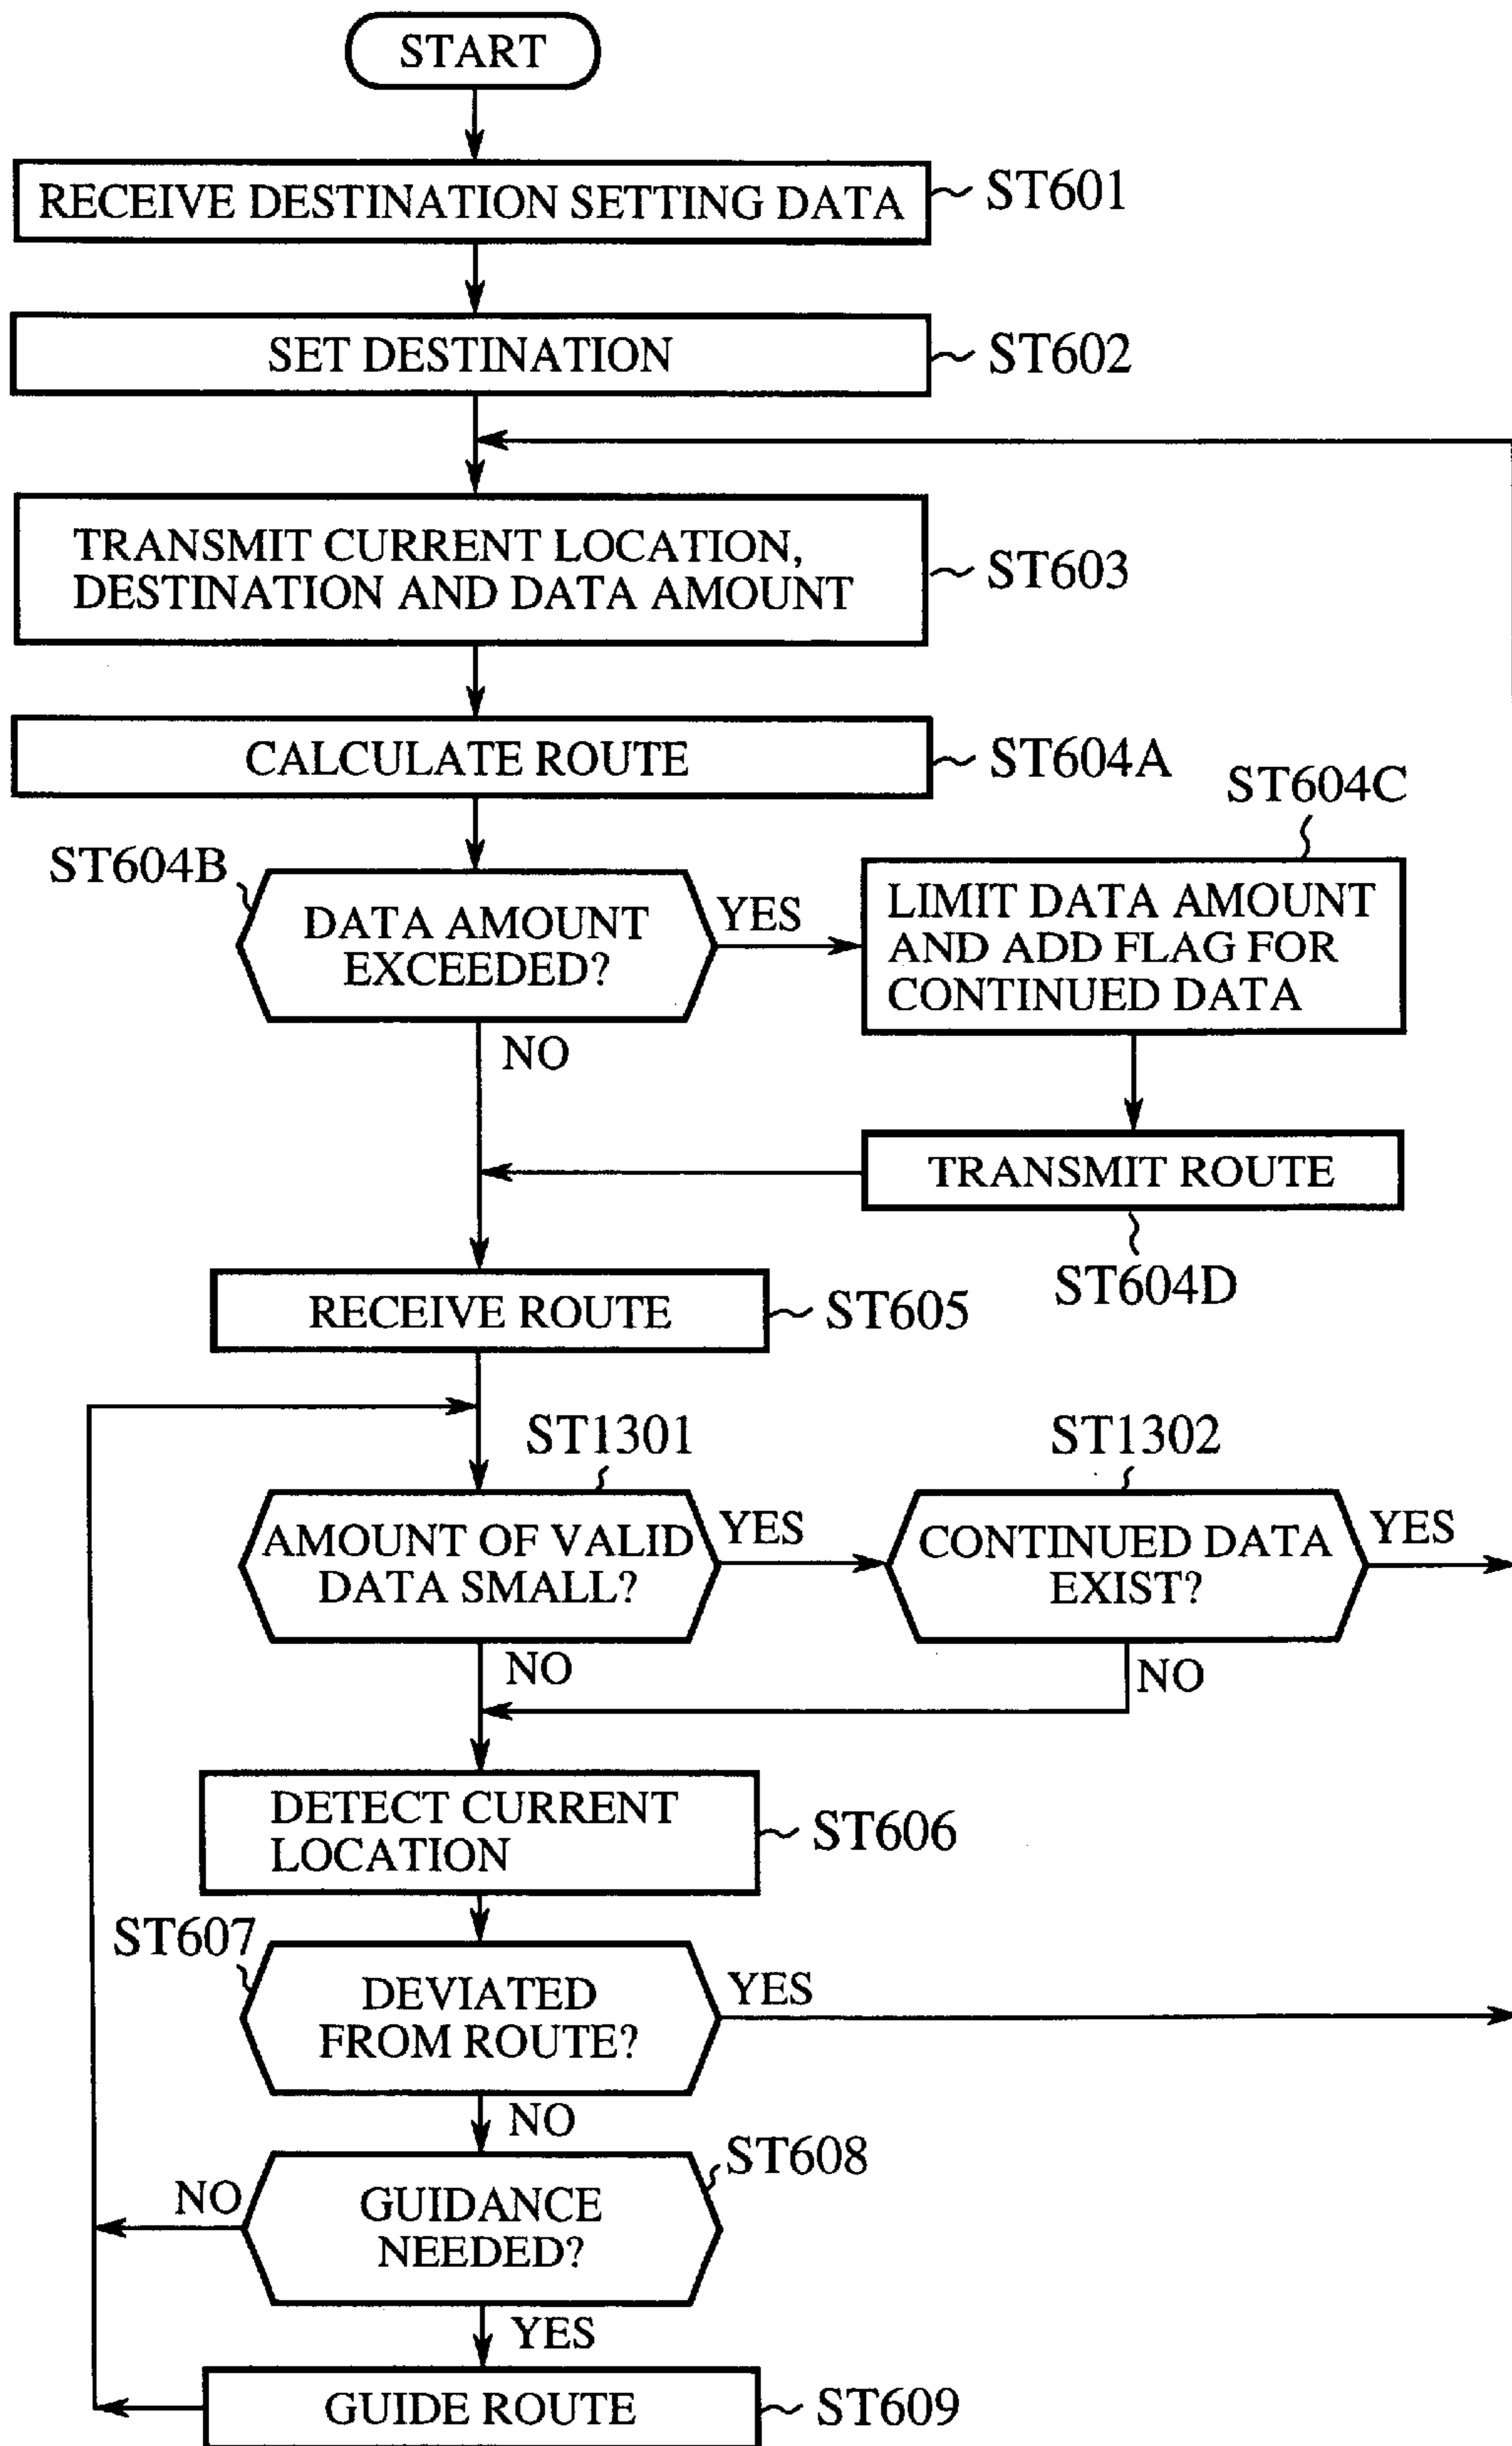 START
RECEIVE DESTINATION SETTING DATA
ST601
SET DESTINATION
ST602
TRANSMIT CURRENT LOCATION,
DESTINATION AND DATA AMOUNT
ST603
CALCULATE ROUTE
ST604A
ST604C
ST604B
DATA AMOUNT
EXCEEDED?
YES
LIMIT DATA AMOUNT
AND ADD FLAG FOR
CONTINUED DATA
NO
TRANSMIT ROUTE
ST604D
RECEIVE ROUTE
ST605
ST1301
ST1302
AMOUNT OF VALID
DATA SMALL?
YES
CONTINUED DATA
EXIST?
YES
NO
NO
DETECT CURRENT
LOCATION
ST606
ST607
DEVIATED
FROM ROUTE?
YES
NO
ST608
NO
GUIDANCE
NEEDED?
YES
GUIDE ROUTE
ST609